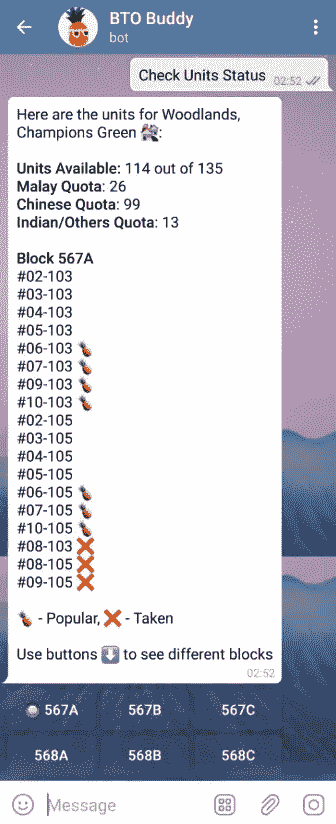 BTO Buddy
bot
Check Units Status 02:52
Here are the units for Woodlands,
Champions Green :
Units Available: 114 out of 135
Malay Quota: 26
Chinese Quota: 99
Indian/Others Quota: 13
Block 567A
#02-103
#03-103
#04-103
#05-103
#06-103
#07-103
#09-103
#10-103
#02-105
#03-105
#04-105
#05-105
#06-105
#07-105
#10-105
#08-103 ❌
#08-105 ❌
#09-105 ❌
- Popular, ❌ - Taken
Use buttons ⬇️ to see different blocks
02:52
567A 567B 567C
568A 568B 568C
Message